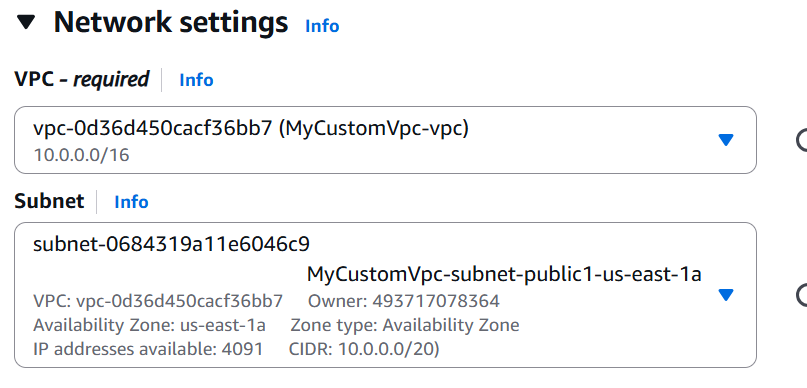 Network settings Info
VPC - required Info
vpc-0d36d450cacf36bb7 (MyCustomVpc-vpc)
10.0.0.0/16
Subnet Info
subnet-0684319a11e6046c9
MyCustomVpc-subnet-public1-us-east-1a
VPC: vpc-0d36d450cacf36bb7 Owner: 493717078364
Availability Zone: us-east-1a Zone type: Availability Zone
IP addresses available: 4091 CIDR: 10.0.0.0/20)